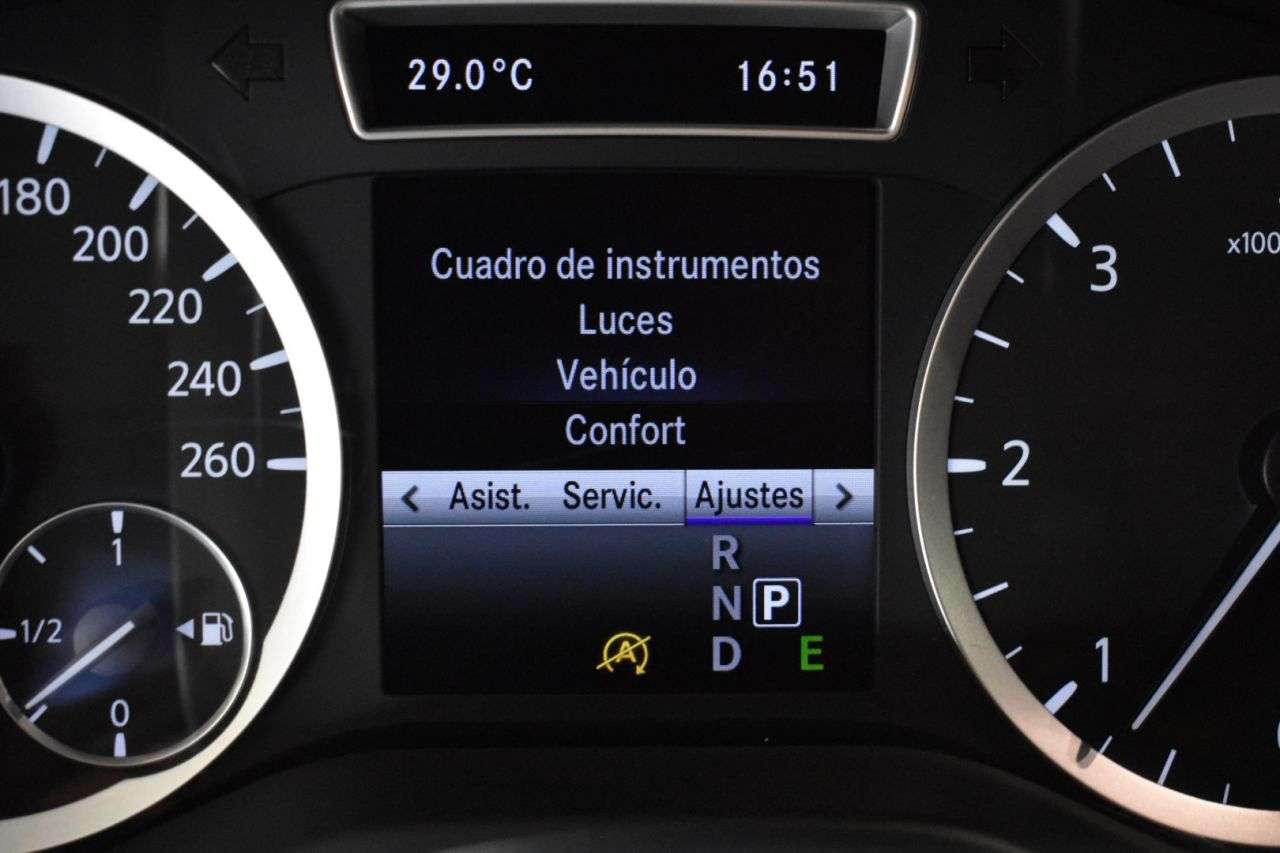 29.0°C 16:51
Cuadro de instrumentos
Luces
Vehículo
Confort
< Asist. Servic. Ajustes >
R
N P
D E
A
180
200
220
240
260
1
1/2
0
3
x100
2
1